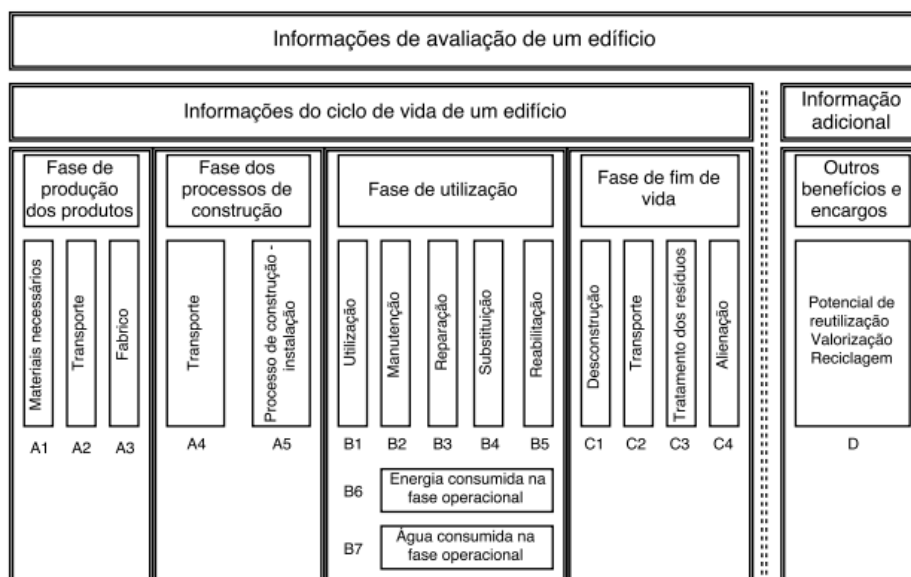 Informações de avaliação de um edíficio
Informações do ciclo de vida de um edifício
Informação
adicional
Fase de
produção
dos produtos
Fase dos
processos de
construção
Fase de utilização
Fase de fim de
vida
Outros
benefícios e
encargos
Materiais necessários
Transporte
Fabrico
Transporte
Processo de construção -
instalação
Utilização
Manutenção
Reparação
Substituição
Reabilitação
Desconstrução
Transporte
Tratamento dos resíduos
Alienação
Potencial de
reutilização
Valorização
Reciclagem
A1 A2 A3 A4 A5 B1 B2 B3 B4 B5 C1 C2 C3 C4 D
B6
Energia consumida na
fase operacional
B7
Água consumida na
fase operacional